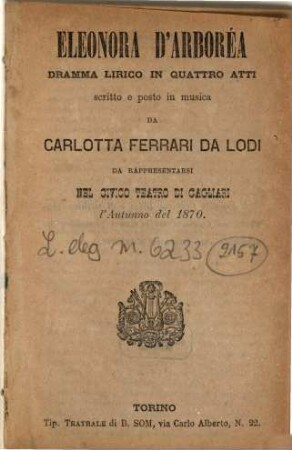 ELEONORA D'ARBORÉA
DRAMMA LIRICO IN QUATTRO ATTI
scritto e posto in musica
DA
CARLOTTA FERRARI DA LODI
DA RAPPRESENTARSI
NEL CIVICO TEATRO DI CAGLIARI
l'Autunno del 1870.
L. eleg. m. 6233 2157
TORINO
Tip. TEATRALE di B. SOM, via Carlo Alberto, N. 22.